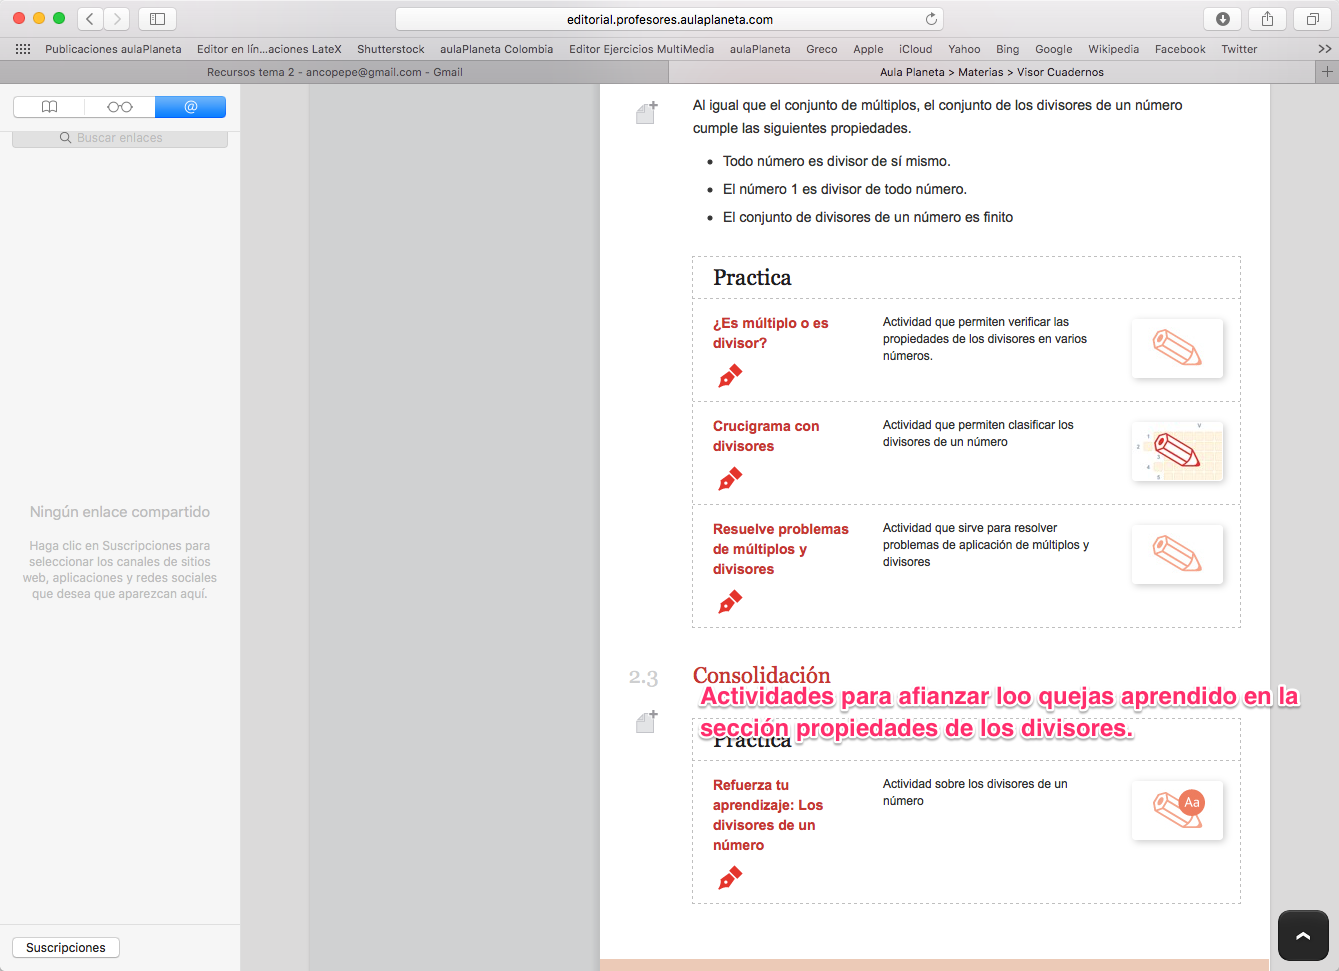 editorial.profesores.aulaplaneta.com
Publicaciones aulaPlaneta Editor en lín...aciones LateX Shutterstock aulaPlaneta Colombia Editor Ejercicios MultiMedia aulaPlaneta Greco Apple iCloud Yahoo Bing Google Wikipedia Facebook Twitter
Recursos tema 2 - ancopepe@gmail.com - Gmail
Aula Planeta > Materias > Visor Cuadernos
@
Buscar enlaces
Ningún enlace compartido
Haga clic en Suscripciones para
seleccionar los canales de sitios
web, aplicaciones y redes sociales
que desea que aparezcan aquí.
Suscripciones
Al igual que el conjunto de múltiplos, el conjunto de los divisores de un número
cumple las siguientes propiedades.
• Todo número es divisor de sí mismo.
• El número 1 es divisor de todo número.
• El conjunto de divisores de un número es finito
Practica
¿Es múltiplo o es
divisor?
Actividad que permiten verificar las
propiedades de los divisores en varios
números.
Crucigrama con
divisores
Actividad que permiten clasificar los
divisores de un número
Resuelve problemas
de múltiplos y
divisores
Actividad que sirve para resolver
problemas de aplicación de múltiplos y
divisores
2.3 Consolidación
Actividades para afianzar loo quejas aprendido en la
sección propiedades de los divisores.
Practica
Refuerza tu
aprendizaje: Los
divisores de un
número
Actividad sobre los divisores de un
número
Aa